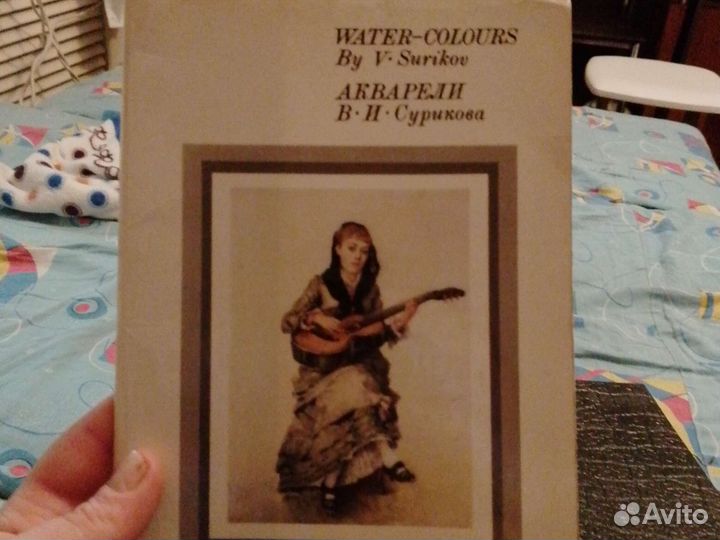 WATER-COLOURS
By V. Surikov
АКВАРЕЛИ
В·И·Сурикова
Avito